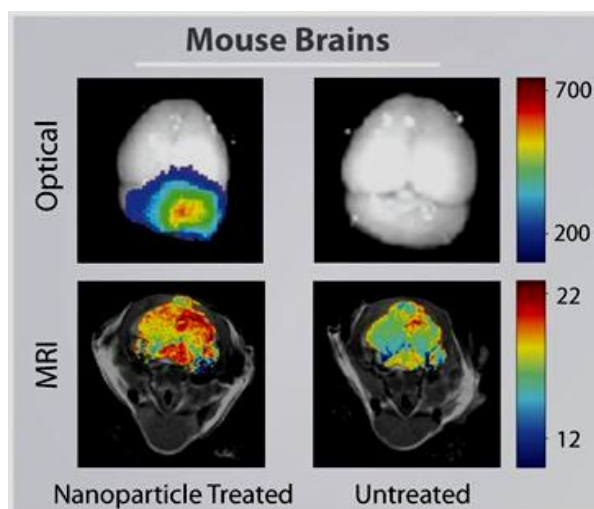 Mouse Brains
Optical
700
200
MRI
22
12
Nanoparticle Treated
Untreated